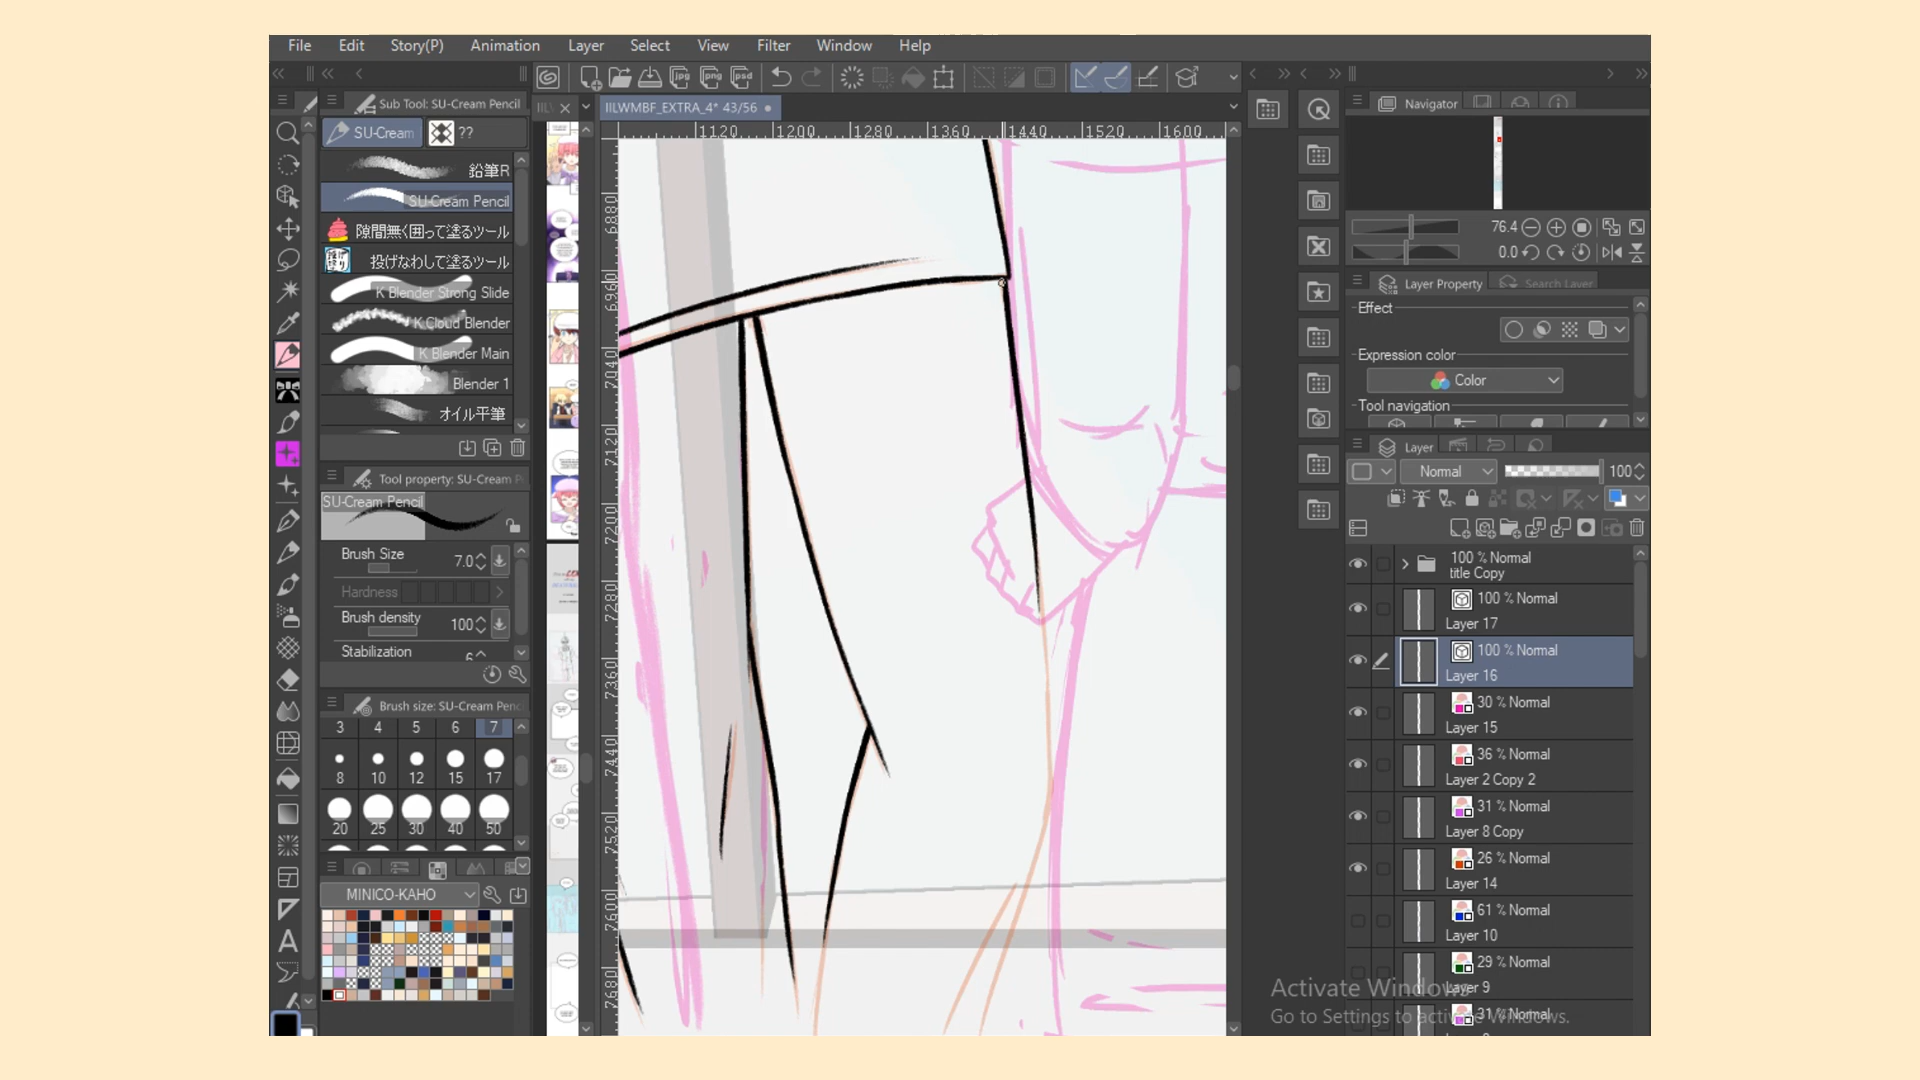 File Edit Story(P) Animation Layer Select View Filter Window Help
Sub Tool: SU-Cream Pencil
IILWMBF_EXTRA_4* 43/56
Navigator
SU-Cream ??
1120 1200 1280 1360 1440 1520 1600
鉛筆R
SU-Cream Pencil
隙間無く囲って塗るツール
投げなわして塗るツール
K Blender Strong Slide
K Cloud Blender
K Blender Main
Blender 1
オイル平筆
6880
6960
7040
7120
7200
7280
7360
7440
7520
7600
7680
Tool property: SU-Cream P
SU-Cream Pencil
Brush Size 7.0
Hardness
Brush density 100
Stabilization 6
Brush size: SU-Cream Penc
3 4 5 6 7
8 10 12 15 17
20 25 30 40 50
MINICO-KAHO
76.4
0.0
Layer Property Search Layer
Effect
Expression color
Color
Tool navigation
Layer
Normal 100
100 % Normal
title Copy
100 % Normal
Layer 17
100 % Normal
Layer 16
30 % Normal
Layer 15
36 % Normal
Layer 2 Copy 2
31 % Normal
Layer 8 Copy
26 % Normal
Layer 14
61 % Normal
Layer 10
29 % Normal
Layer 9
31 % Normal
Activate Windows
Go to Settings to activate Windows.